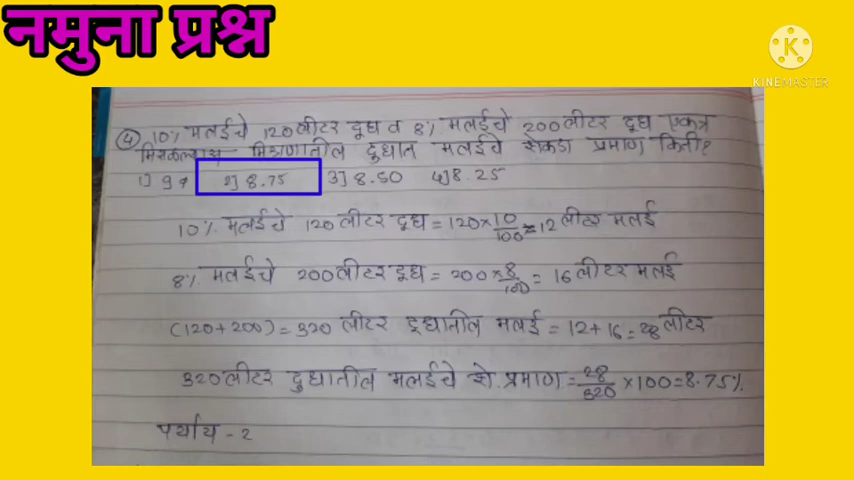 नमुना प्रश्न
K
KINEMASTER
④ 10% मलईचे 120लीटर दूध व 8% मलईचे 200लीटर दूध एकत्र
मिसळल्यास मिश्रणातील दुधात मलईचे शेकडा प्रमाण किती?
1) 9 2] 8.75 3] 8.50 4] 8.25
10% मलईचे 120 लीटर दूध = 120 × 10/100 = 12 लीटर मलई
8% मलईचे 200लीटर दूध = 200 × 8/100 = 16 लीटर मलई
(120+200) = 320 लीटर दूधातील मलई = 12 + 16 = 28 लीटर
320 लीटर दुधातील मलईचे शे. प्रमाण = 28/320 × 100 = 8.75%
पर्याय - 2